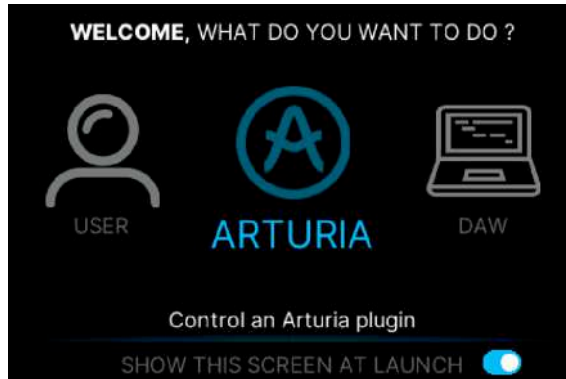 WELCOME, WHAT DO YOU WANT TO DO ?
USER
ARTURIA
DAW
Control an Arturia plugin
SHOW THIS SCREEN AT LAUNCH